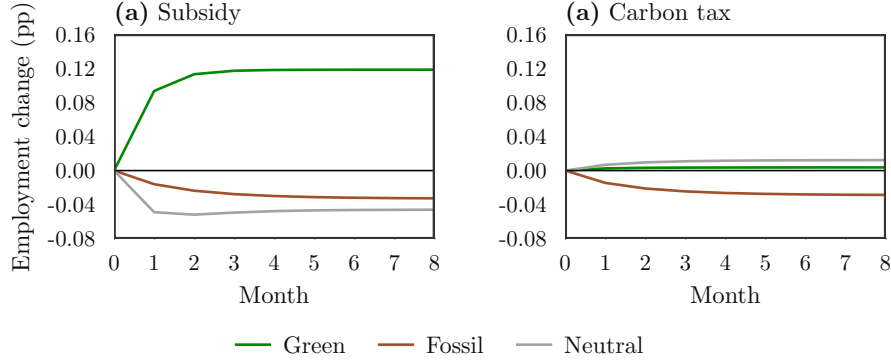 (a) Subsidy
Employment change (pp)
0.16
0.12
0.08
0.04
0.00
-0.04
-0.08
0 1 2 3 4 5 6 7 8
Month
(a) Carbon tax
0.16
0.12
0.08
0.04
0.00
-0.04
-0.08
0 1 2 3 4 5 6 7 8
Month
Green Fossil Neutral